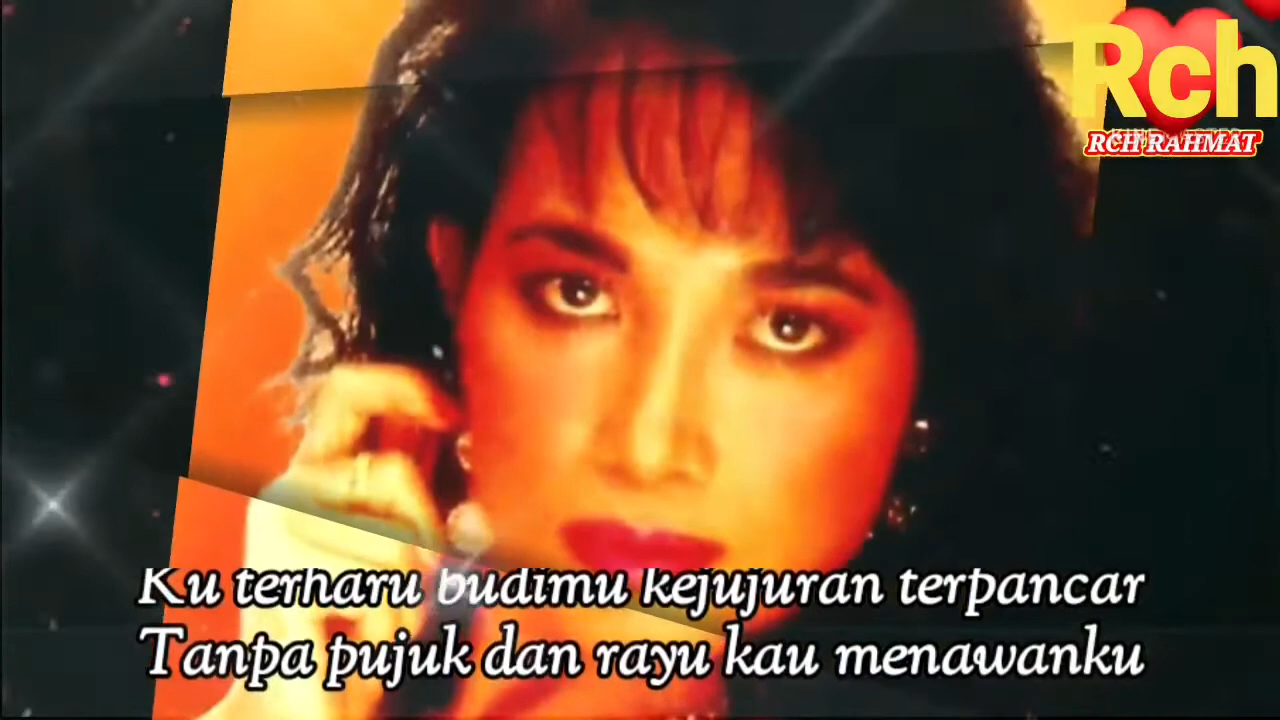 Rch
RCH RAHMAT
Ku terharu budimu kejujuran terpancar
Tanpa pujuk dan rayu kau menawanku